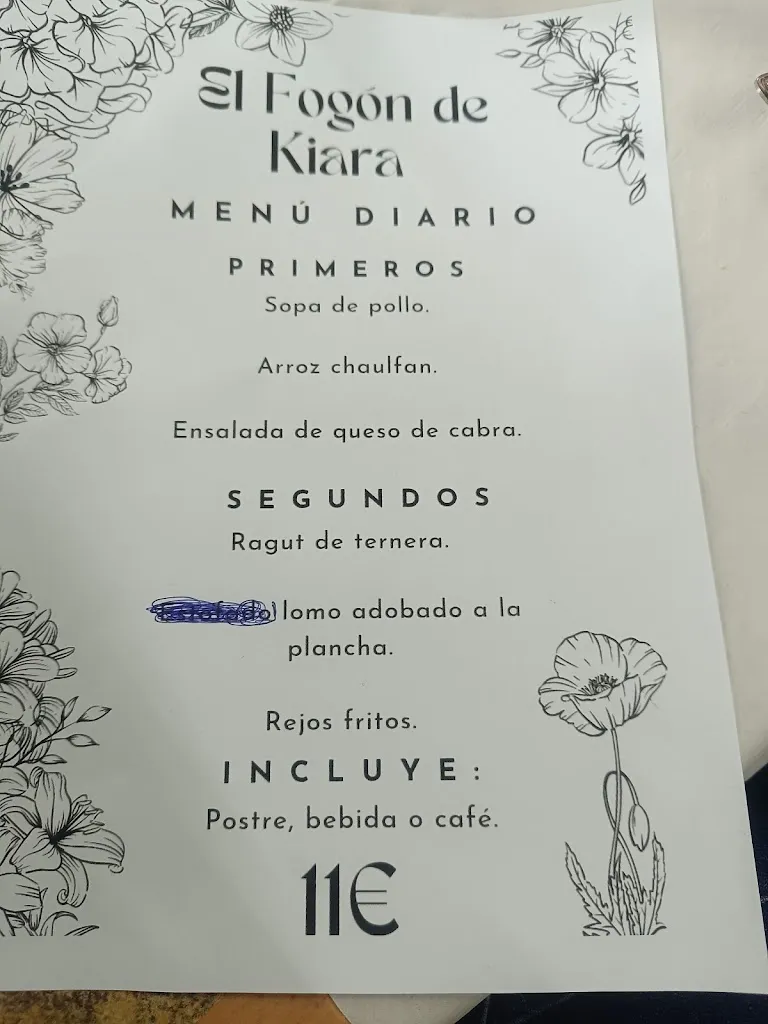 El Fogón de
Kiara
MENÚ DIARIO
PRIMEROS
Sopa de pollo.
Arroz chaulfan.
Ensalada de queso de cabra.
SEGUNDOS
Ragut de ternera.
lomo adobado a la
plancha.
Rejos fritos.
INCLUYE:
Postre, bebida o café.
11€